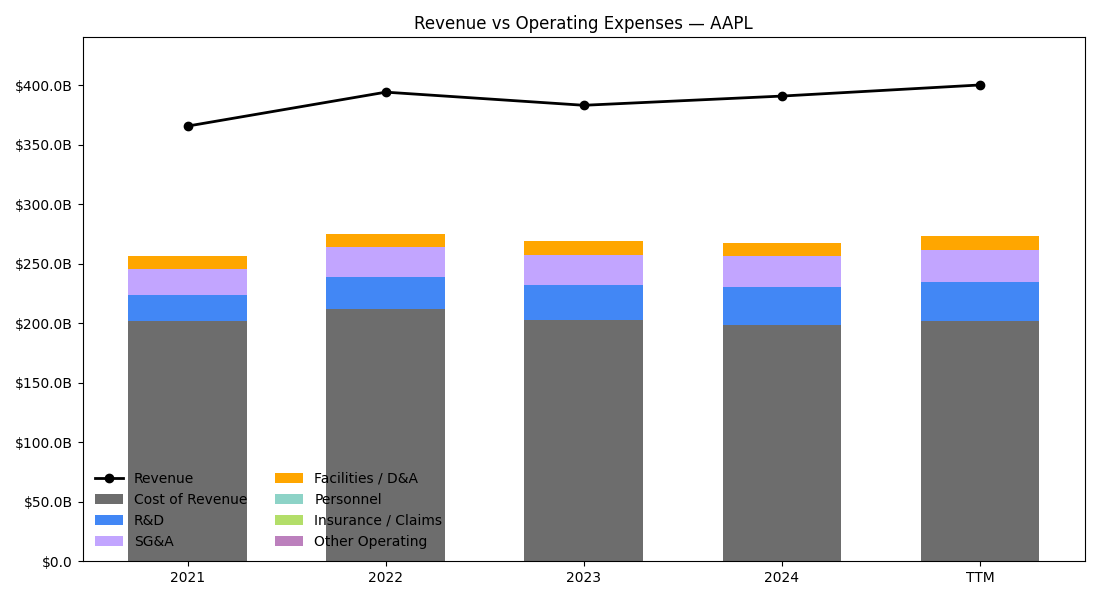 Revenue vs Operating Expenses — AAPL
$400.0B
$350.0B
$300.0B
$250.0B
$200.0B
$150.0B
$100.0B
$50.0B
$0.0
Revenue
Cost of Revenue
R&D
SG&A
Facilities / D&A
Personnel
Insurance / Claims
Other Operating
2021
2022
2023
2024
TTM